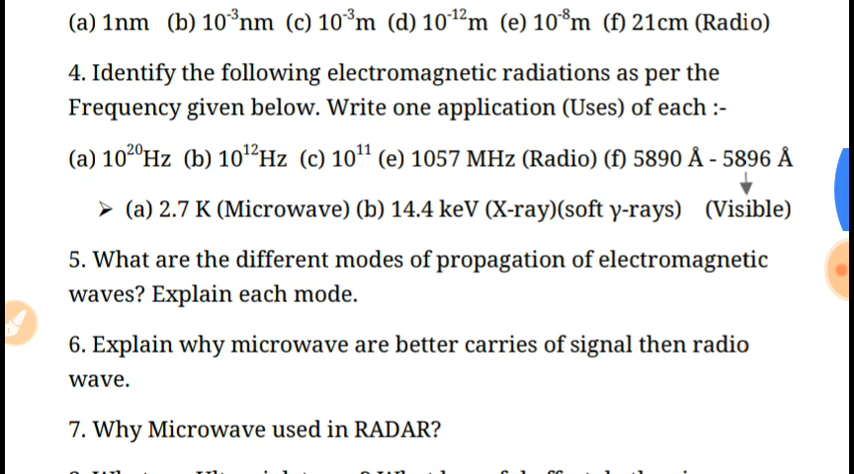 (a) 1nm (b) 10⁻³nm (c) 10⁻³m (d) 10⁻¹²m (e) 10⁻⁸m (f) 21cm (Radio)
4. Identify the following electromagnetic radiations as per the
Frequency given below. Write one application (Uses) of each :-
(a) 10²⁰Hz (b) 10¹²Hz (c) 10¹¹ (e) 1057 MHz (Radio) (f) 5890 Å - 5896 Å
➢ (a) 2.7 K (Microwave) (b) 14.4 keV (X-ray)(soft γ-rays) (Visible)
5. What are the different modes of propagation of electromagnetic
waves? Explain each mode.
6. Explain why microwave are better carries of signal then radio
wave.
7. Why Microwave used in RADAR?